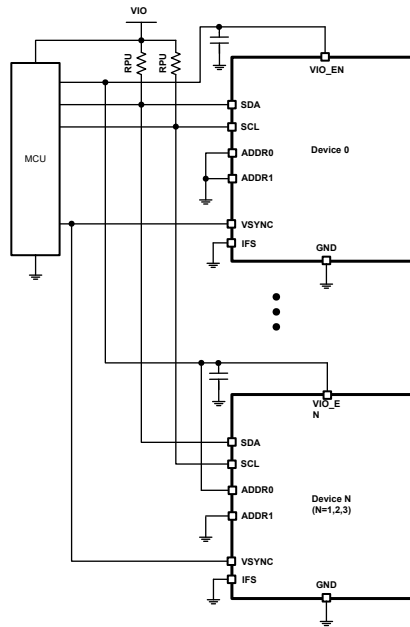 VIO
RPU
RPU
MCU
VIO_EN
SDA
SCL
ADDR0
Device 0
ADDR1
VSYNC
IFS
GND
VIO_E
N
SDA
SCL
ADDR0
Device N
(N=1,2,3)
ADDR1
VSYNC
IFS
GND